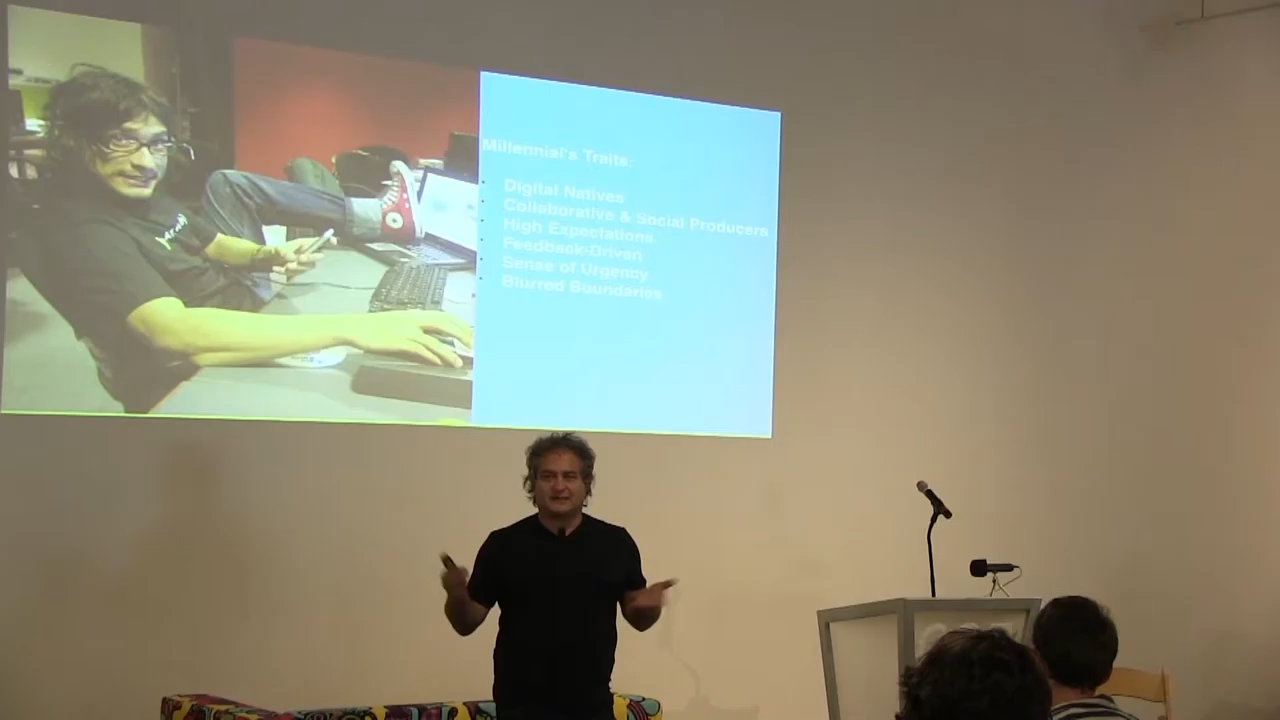 Millennial's Traits:
Digital Natives
Collaborative & Social Producers
High Expectations
Feedback-Driven
Sense of Urgency
Blurred Boundaries